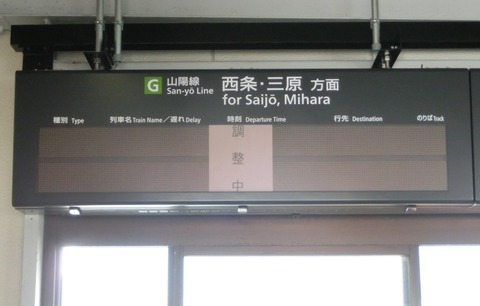 G 山陽線 西条・三原 方面
San-yō Line for Saijō, Mihara
種別 Type 列車名 Train Name／遅れ Delay 時刻 Departure Time 行先 Destination のりば Track
調
整
中